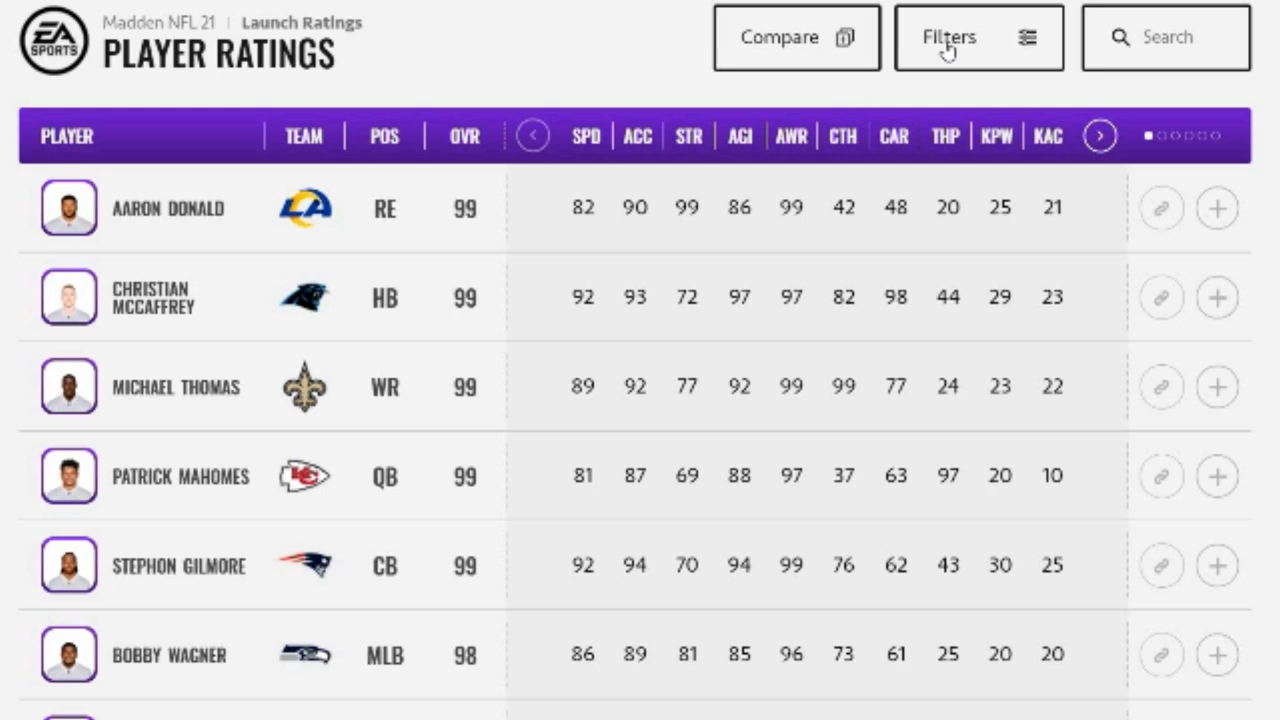 EA SPORTS
Madden NFL 21 | Launch Ratings
PLAYER RATINGS
Compare
Filters
Search
PLAYER TEAM POS OVR SPD ACC STR AGI AWR CTH CAR THP KPW KAC
AARON DONALD LA RE 99 82 90 99 86 99 42 48 20 25 21
CHRISTIAN
MCCAFFREY HB 99 92 93 72 97 97 82 98 44 29 23
MICHAEL THOMAS WR 99 89 92 77 92 99 99 77 24 23 22
PATRICK MAHOMES KC QB 99 81 87 69 88 97 37 63 97 20 10
STEPHON GILMORE CB 99 92 94 70 94 99 76 62 43 30 25
BOBBY WAGNER MLB 98 86 89 81 85 96 73 61 25 20 20